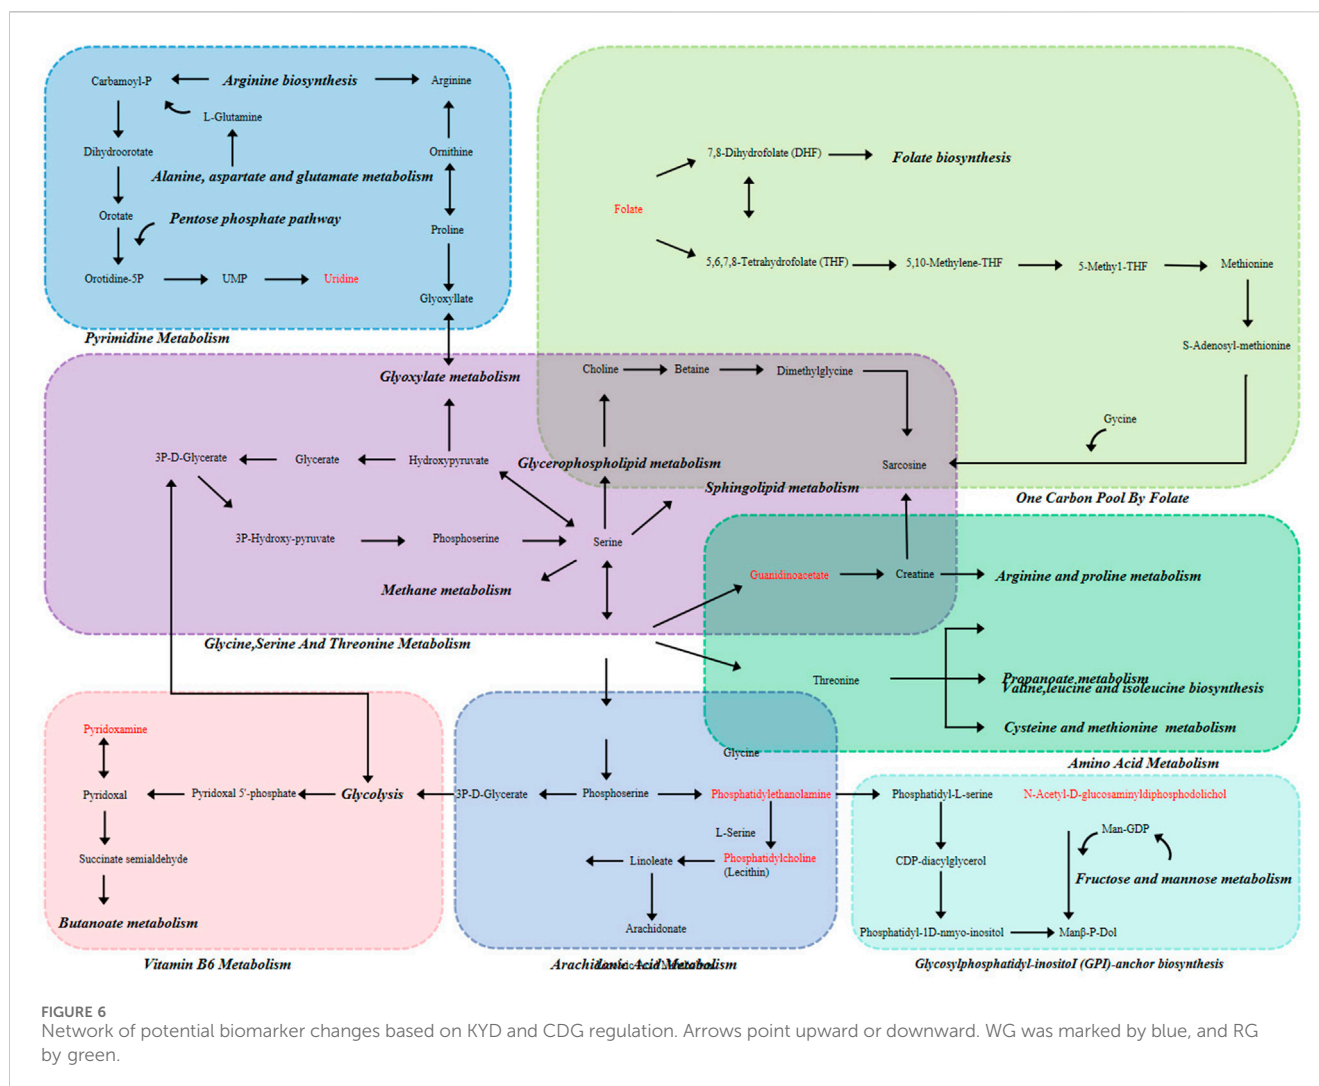 Carbamoyl-P
Arginine biosynthesis
Arginine
L-Glutamine
Dihydroorotate
Ornithine
Alanine, aspartate and glutamate metabolism
Orotate
Pentose phosphate pathway
Proline
Orotidine-5P
UMP
Uridine
Glyoxyllate
Pyrimidine Metabolism
7,8-Dihydrofolate (DHF)
Folate biosynthesis
Folate
5,6,7,8-Tetrahydrofolate (THF)
5,10-Methylene-THF
5-Methy1-THF
Methionine
S-Adenosyl-methionine
Choline
Betaine
Dimethylglycine
Gycine
Sarcosine
One Carbon Pool By Folate
Glyoxylate metabolism
3P-D-Glycerate
Glycerate
Hydroxypyruvate
Glycerophospholipid metabolism
Sphingolipid metabolism
3P-Hydroxy-pyruvate
Phosphoserine
Serine
Methane metabolism
Glycine,Serine And Threonine Metabolism
Guanidinoacetate
Creatine
Arginine and proline metabolism
Threonine
Propanoate metabolism
Valine,leucine and isoleucine biosynthesis
Cysteine and methionine metabolism
Amino Acid Metabolism
Pyridoxamine
Pyridoxal
Pyridoxal 5'-phosphate
Glycolysis
Succinate semialdehyde
Butanoate metabolism
Vitamin B6 Metabolism
Glycine
3P-D-Glycerate
Phosphoserine
Phosphatidylethanolamine
L-Serine
Linoleate
Phosphatidylcholine
(Lecithin)
Arachidonate
Arachidonic Acid Metabolism
Phosphatidyl-L-serine
N-Acetyl-D-glucosaminyldiphosphodolichol
Man-GDP
CDP-diacylglycerol
Fructose and mannose metabolism
Phosphatidyl-1D-nmyo-inositol
Manβ-P-Dol
Glycosylphosphatidyl-inositoI (GPI)-anchor biosynthesis
FIGURE 6
Network of potential biomarker changes based on KYD and CDG regulation. Arrows point upward or downward. WG was marked by blue, and RG
by green.